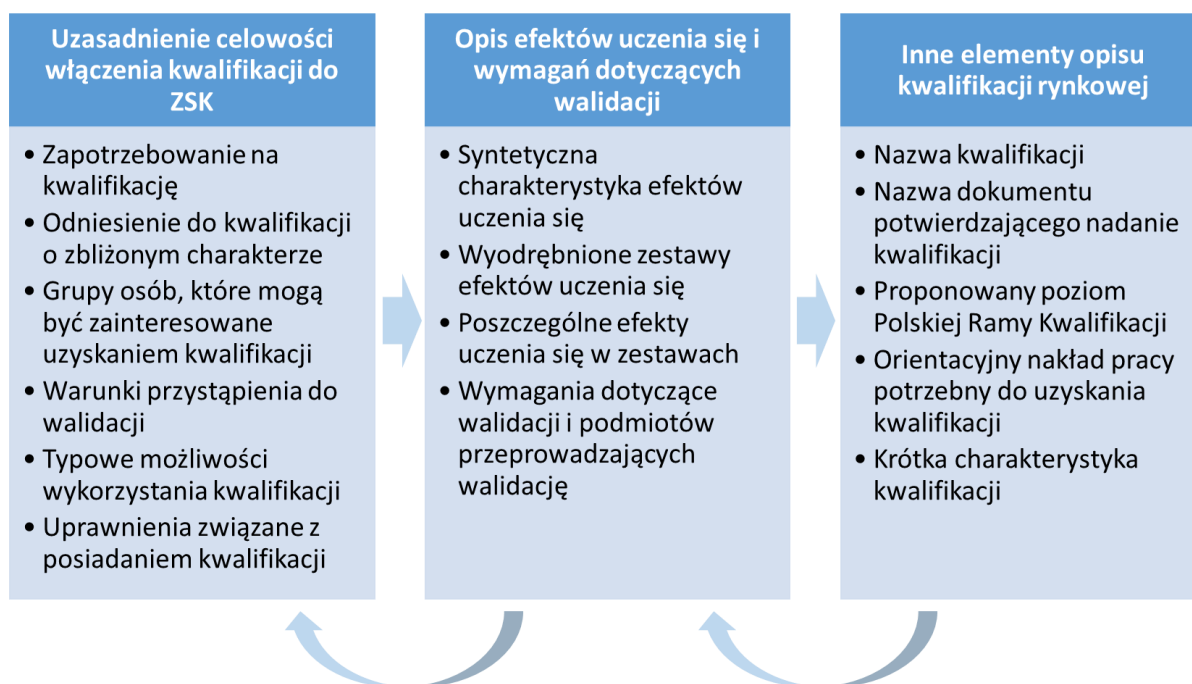 Uzasadnienie celowości
włączenia kwalifikacji do
ZSK
• Zapotrzebowanie na
kwalifikację
• Odniesienie do kwalifikacji
o zbliżonym charakterze
• Grupy osób, które mogą
być zainteresowane
uzyskaniem kwalifikacji
• Warunki przystąpienia do
walidacji
• Typowe możliwości
wykorzystania kwalifikacji
• Uprawnienia związane z
posiadaniem kwalifikacji
Opis efektów uczenia się i
wymagań dotyczących
walidacji
• Syntetyczna
charakterystyka efektów
uczenia się
• Wyodrębnione zestawy
efektów uczenia się
• Poszczególne efekty
uczenia się w zestawach
• Wymagania dotyczące
walidacji i podmiotów
przeprowadzających
walidację
Inne elementy opisu
kwalifikacji rynkowej
• Nazwa kwalifikacji
• Nazwa dokumentu
potwierdzającego nadanie
kwalifikacji
• Proponowany poziom
Polskiej Ramy Kwalifikacji
• Orientacyjny nakład pracy
potrzebny do uzyskania
kwalifikacji
• Krótka charakterystyka
kwalifikacji